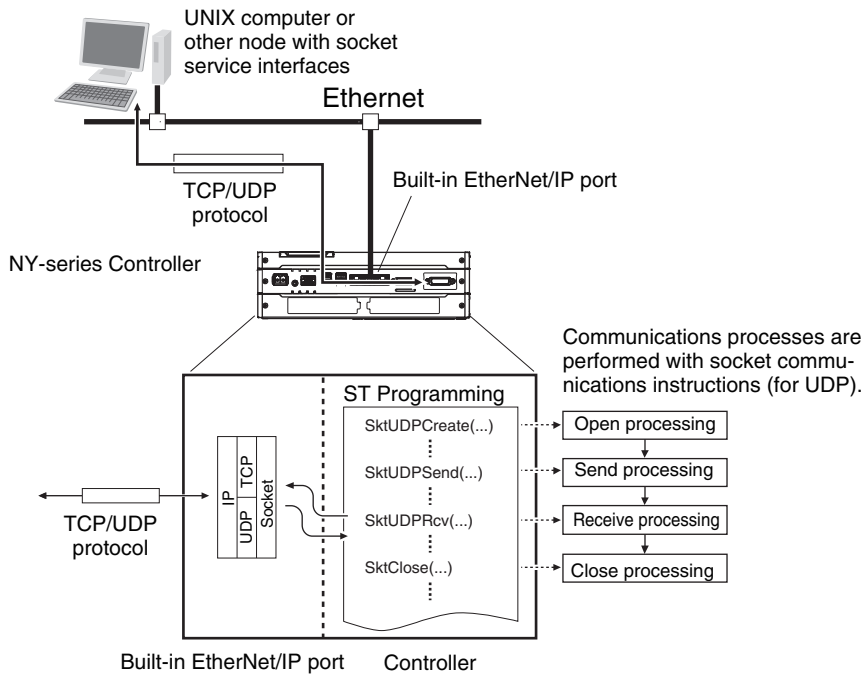 UNIX computer or
other node with socket
service interfaces
Ethernet
TCP/UDP
protocol
Built-in EtherNet/IP port
NY-series Controller
Communications processes are
performed with socket commu-
nications instructions (for UDP).
ST Programming
SktUDPCreate(...)
Open processing
SktUDPSend(...)
Send processing
SktUDPRcv(...)
Receive processing
SktClose(...)
Close processing
IP
TCP
UDP
Socket
TCP/UDP
protocol
Built-in EtherNet/IP port
Controller